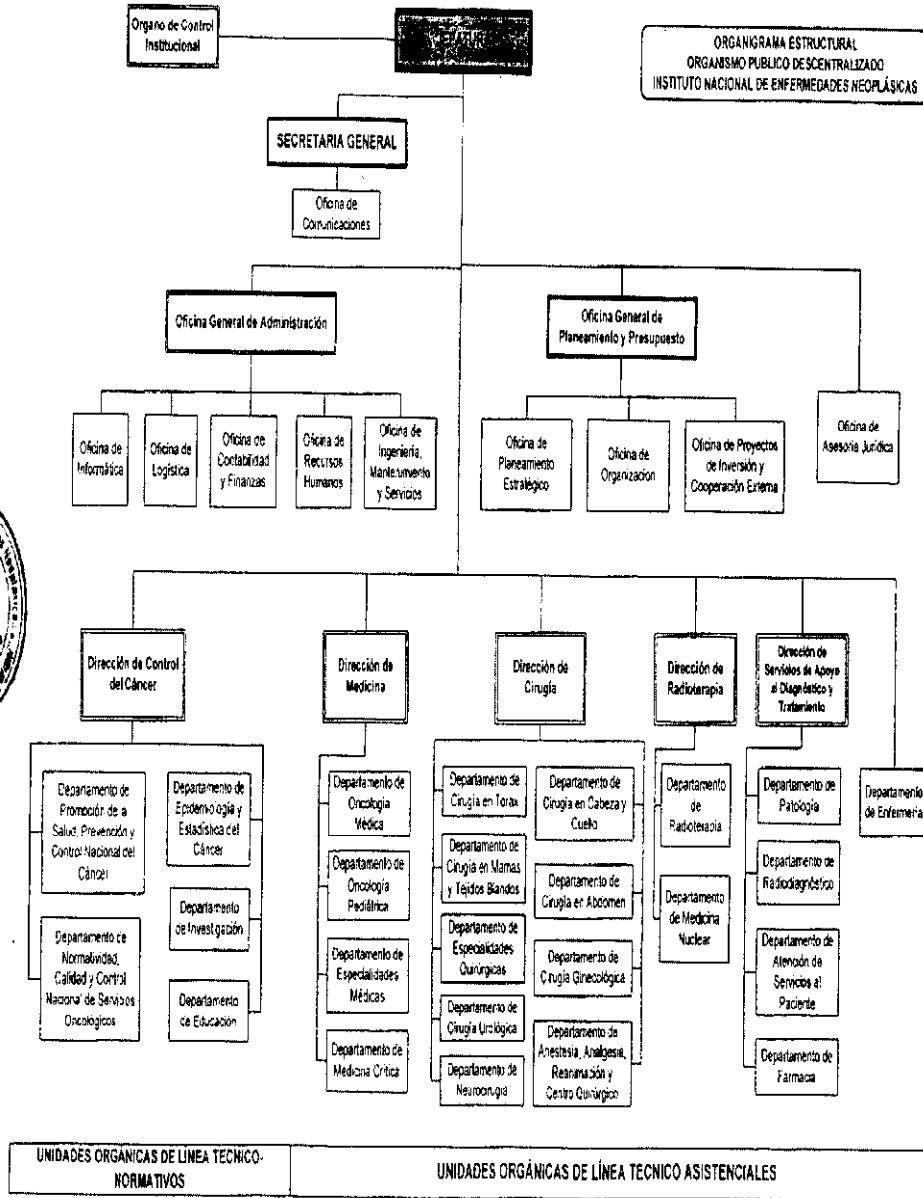 Organo de Control
Institucional
ORGANIGRAMA ESTRUCTURAL
ORGANISMO PUBLICO DESCENTRALIZADO
INSTITUTO NACIONAL DE ENFERMEDADES NEOPLÁSICAS
SECRETARIA GENERAL
Oficina de
Comunicaciones
Oficina General de Administración
Oficina General de
Planeamiento y Presupuesto
Oficina de
Informática
Oficina de
Logística
Oficina de
Contabilidad
y Finanzas
Oficina de
Recursos
Humanos
Oficina de
Ingeniería,
Mantenimiento
y Servicios
Oficina de
Planeamiento
Estratégico
Oficina de
Organizacion
Oficina de Proyectos
de Inversión y
Cooperación Externa
Oficina de
Asesoria Jurídica
Dirección de Control
del Cáncer
Dirección de
Medicina
Dirección de
Cirugía
Dirección de
Radioterapia
Dirección de
Servicios de Apoyo
al Diagnóstico y
Tratamiento
Departamento de
Promoción de la
Salud, Prevención y
Control Nacional del
Cáncer
Departamento de
Epidemiología y
Estadística del
Cáncer
Departamento de
Normatividad,
Calidad y Control
Nacional de Servicios
Oncológicos
Departamento
de Investigación
Departamento
de Educación
Departamento de
Oncología
Médica
Departamento de
Oncología
Pediátrica
Departamento de
Especialidades
Médicas
Departamento de
Medicina Crítica
Departamento de
Cirugía en Torax
Departamento de
Cirugía en Mamas
y Tejidos Blandos
Departamento de
Especialidades
Quirúrgicas
Departamento de
Cirugía Urológica
Departamento de
Neurocirugía
Departamento de
Cirugía en Cabeza y
Cuello
Departamento de
Cirugía en Abdomen
Departamento de
Cirugía Ginecológica
Departamento de
Anestesia, Analgesia,
Reanimación y
Centro Quirúrgico
Departamento
de
Radioterapia
Departamento
de Medicina
Nuclear
Departamento de
Patología
Departamento de
Radiodiagnóstico
Departamento de
Atención de
Servicios al
Paciente
Departamento de
Farmacia
Departamento
de Enfermería
UNIDADES ORGÁNICAS DE LÍNEA TECNICO-
NORMATIVOS
UNIDADES ORGÁNICAS DE LÍNEA TECNICO ASISTENCIALES